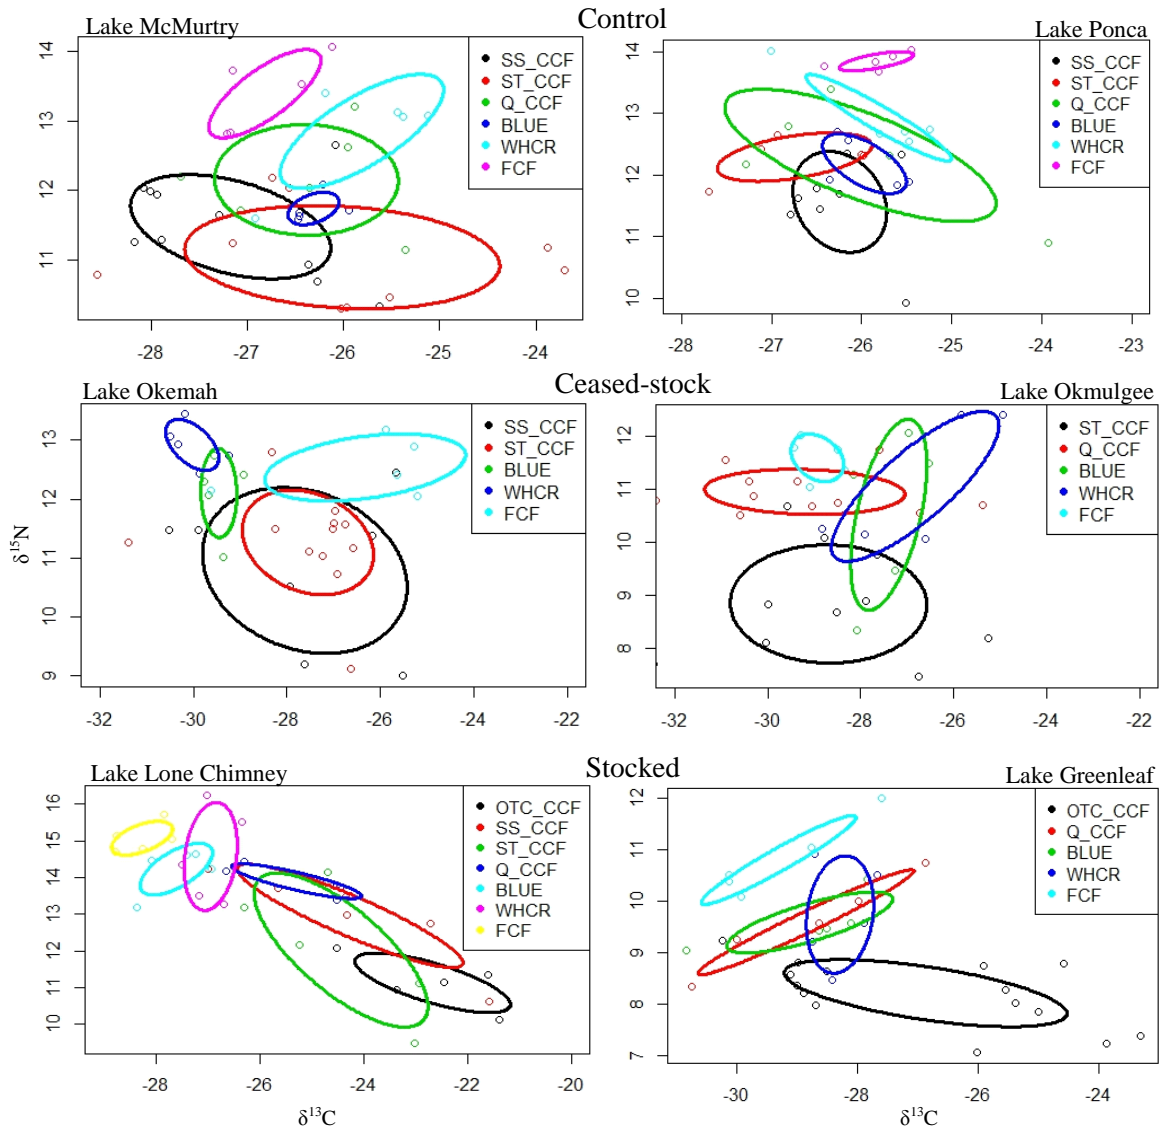 Control
Lake McMurtry
Lake Ponca
SS_CCF
ST_CCF
Q_CCF
BLUE
WHCR
FCF
14
13
12
11
-28
-27
-26
-25
-24
SS_CCF
ST_CCF
Q_CCF
BLUE
WHCR
FCF
14
13
12
11
10
-28
-27
-26
-25
-24
-23
Ceased-stock
Lake Okemah
Lake Okmulgee
SS_CCF
ST_CCF
BLUE
WHCR
FCF
13
12
11
10
9
-32
-30
-28
-26
-24
-22
δ15N
ST_CCF
Q_CCF
BLUE
WHCR
FCF
12
11
10
9
8
-32
-30
-28
-26
-24
-22
Stocked
Lake Lone Chimney
Lake Greenleaf
OTC_CCF
SS_CCF
ST_CCF
Q_CCF
BLUE
WHCR
FCF
16
15
14
13
12
11
10
-28
-26
-24
-22
-20
δ13C
OTC_CCF
Q_CCF
BLUE
WHCR
FCF
12
11
10
9
8
7
-30
-28
-26
-24
δ13C